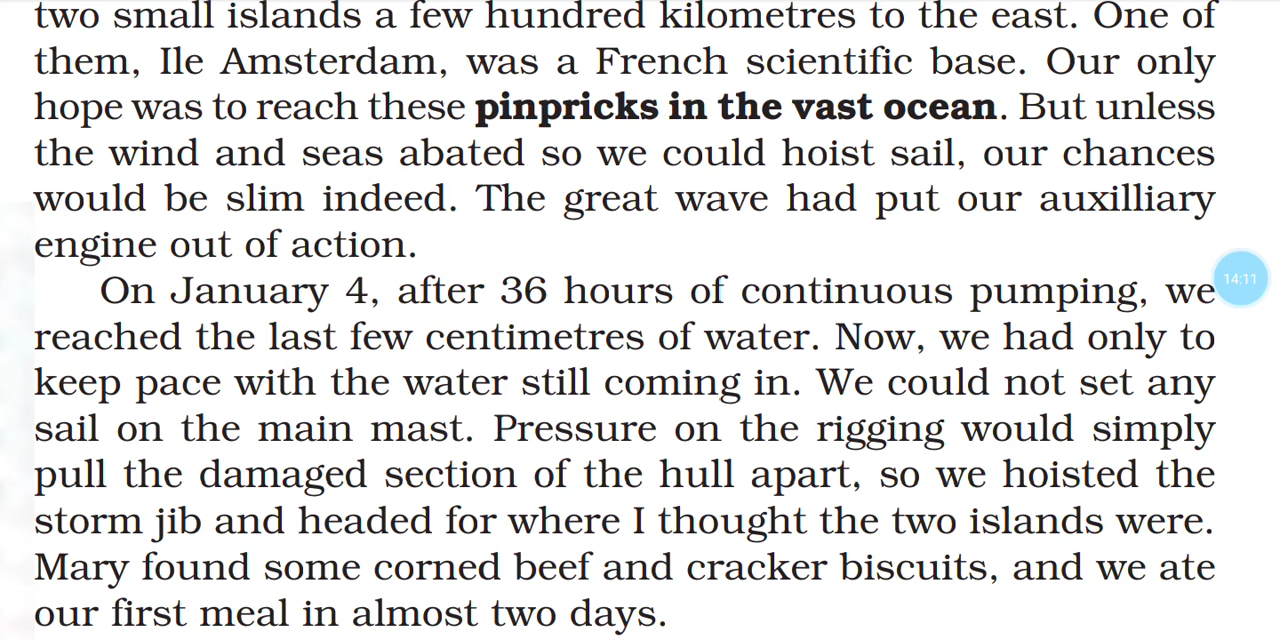 two small islands a few hundred kilometres to the east. One of
them, Ile Amsterdam, was a French scientific base. Our only
hope was to reach these pinpricks in the vast ocean. But unless
the wind and seas abated so we could hoist sail, our chances
would be slim indeed. The great wave had put our auxilliary
engine out of action.
On January 4, after 36 hours of continuous pumping, we
14:11
reached the last few centimetres of water. Now, we had only to
keep pace with the water still coming in. We could not set any
sail on the main mast. Pressure on the rigging would simply
pull the damaged section of the hull apart, so we hoisted the
storm jib and headed for where I thought the two islands were.
Mary found some corned beef and cracker biscuits, and we ate
our first meal in almost two days.